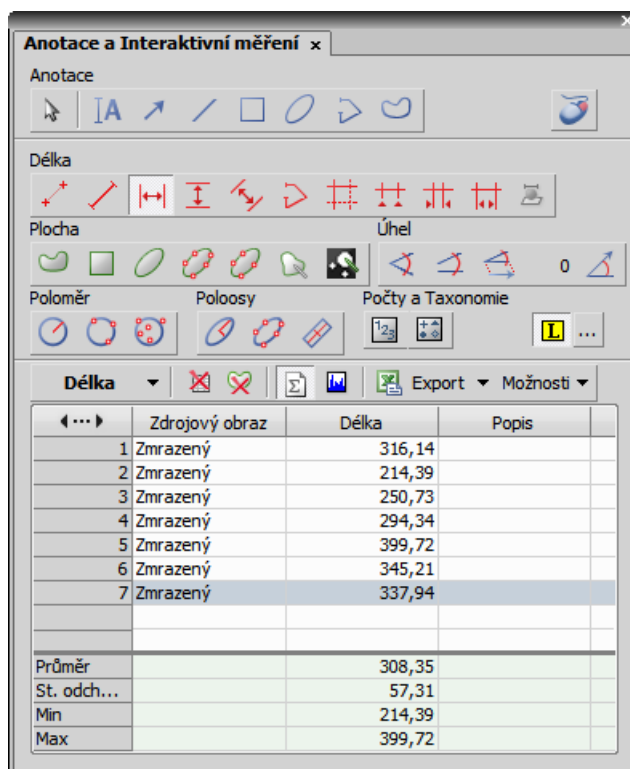 Anotace a Interaktivní měření x
Anotace
A
Délka
Plocha Úhel
0
Poloměr Poloosy Počty a Taxonomie
123 L ...
Délka Σ Export Možnosti
Zdrojový obraz Délka Popis
1 Zmrazený 316,14
2 Zmrazený 214,39
3 Zmrazený 250,73
4 Zmrazený 294,34
5 Zmrazený 399,72
6 Zmrazený 345,21
7 Zmrazený 337,94
Průměr 308,35
St. odch... 57,31
Min 214,39
Max 399,72